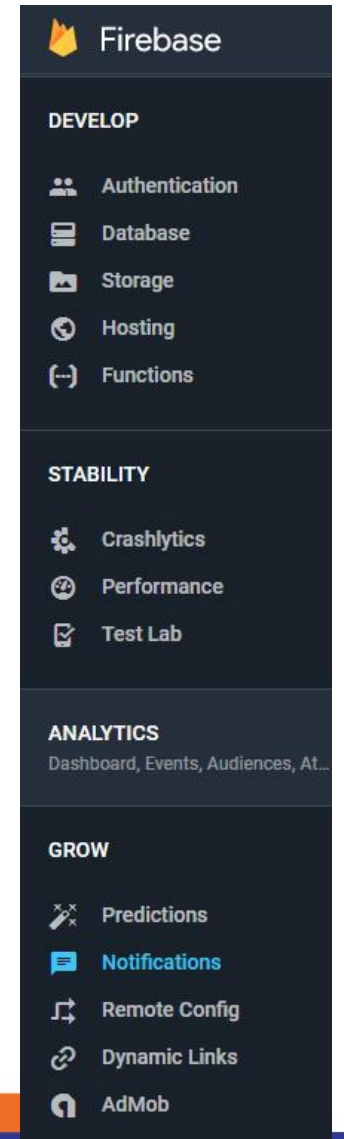 Firebase
DEVELOP
Authentication
Database
Storage
Hosting
Functions
STABILITY
Crashlytics
Performance
Test Lab
ANALYTICS
Dashboard, Events, Audiences, At...
GROW
Predictions
Notifications
Remote Config
Dynamic Links
AdMob